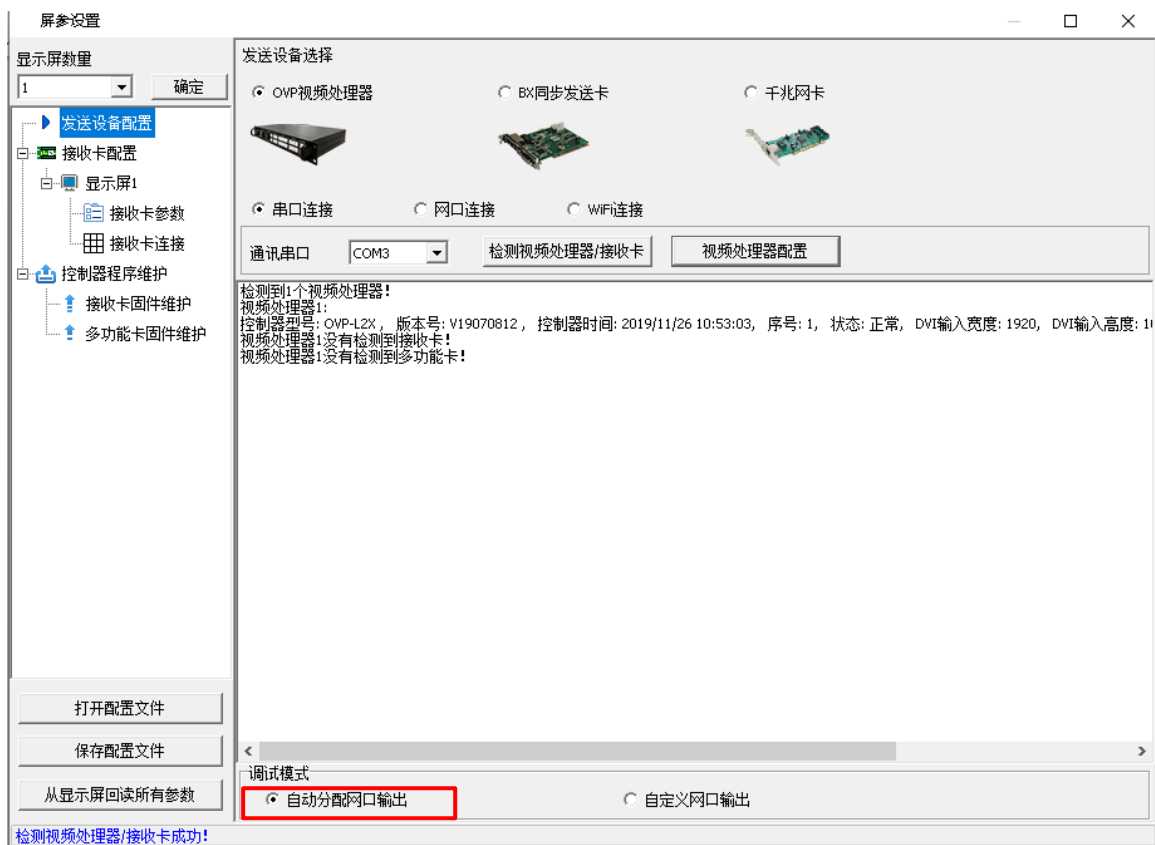 屏参设置
显示屏数量
1
确定
发送设备配置
接收卡配置
显示屏1
接收卡参数
接收卡连接
控制器程序维护
接收卡固件维护
多功能卡固件维护
打开配置文件
保存配置文件
从显示屏回读所有参数
发送设备选择
OVP视频处理器 BX同步发送卡 千兆网卡
串口连接 网口连接 WiFi连接
通讯串口 COM3 检测视频处理器/接收卡 视频处理器配置
检测到1个视频处理器!
视频处理器1:
控制器型号: OVP-L2X, 版本号: V19070812, 控制器时间: 2019/11/26 10:53:03, 序号: 1, 状态: 正常, DVI输入宽度: 1920, DVI输入高度:
视频处理器1没有检测到接收卡!
视频处理器1没有检测到多功能卡!
调试模式
自动分配网口输出 自定义网口输出
检测视频处理器/接收卡成功!